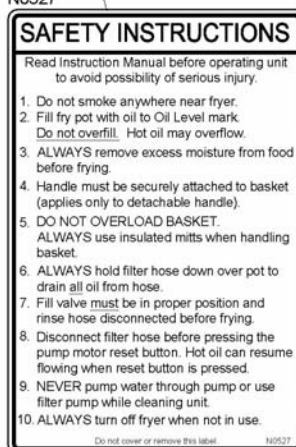 N0527
SAFETY INSTRUCTIONS
Read Instruction Manual before operating unit
to avoid possibility of serious injury.
1. Do not smoke anywhere near fryer.
2. Fill fry pot with oil to Oil Level mark.
Do not overfill. Hot oil may overflow.
3. ALWAYS remove excess moisture from food
before frying.
4. Handle must be securely attached to basket
(applies only to detachable handle).
5. DO NOT OVERLOAD BASKET.
ALWAYS use insulated mitts when handling
basket.
6. ALWAYS hold filter hose down over pot to
drain all oil from hose.
7. Fill valve must be in proper position and
rinse hose disconnected before frying.
8. Disconnect filter hose before pressing the
pump motor reset button. Hot oil can resume
flowing when reset button is pressed.
9. NEVER pump water through pump or use
filter pump while cleaning unit.
10. ALWAYS turn off fryer when not in use.
Do not cover or remove this label. N0527